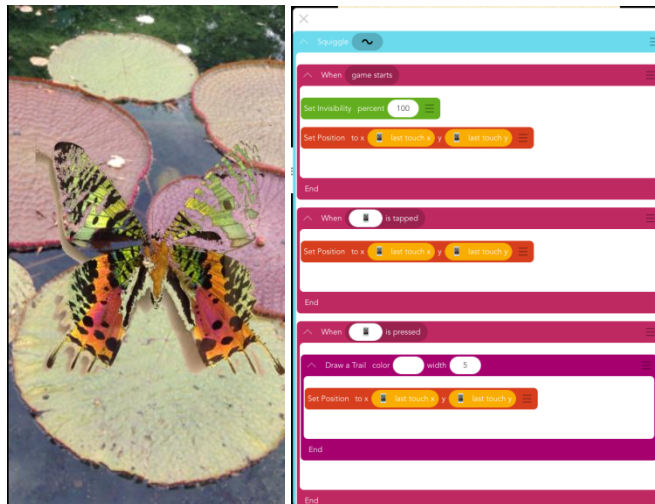 Squiggle
When game starts
Set Invisibility percent 100
Set Position to x last touch x y last touch y
End
When is tapped
Set Position to x last touch x y last touch y
End
When is pressed
Draw a Trail color width 5
Set Position to x last touch x y last touch y
End
End